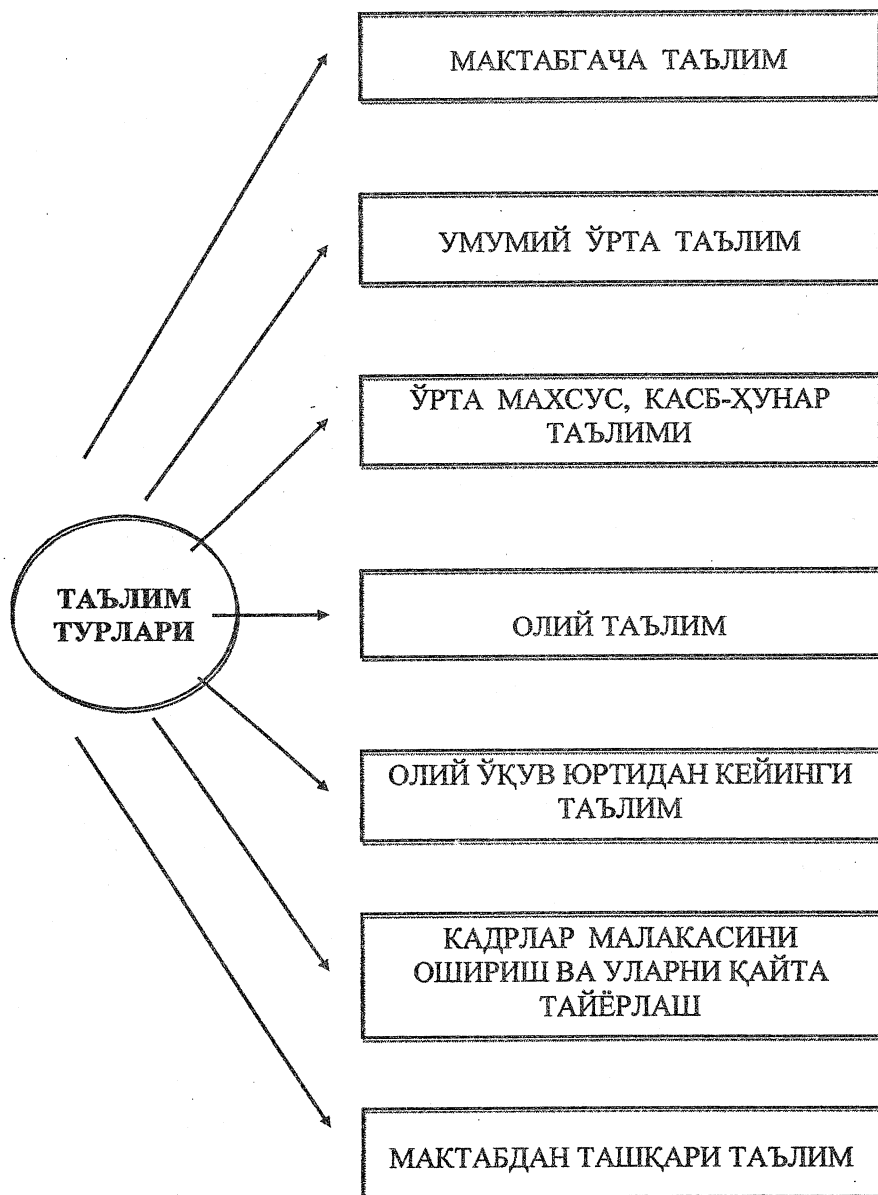 МАКТАБГАЧА ТАЪЛИМ
УМУМИЙ ЎРТА ТАЪЛИМ
ЎРТА МАХСУС, КАСБ-ҲУНАР
ТАЪЛИМИ
ТАЪЛИМ
ТУРЛАРИ
ОЛИЙ ТАЪЛИМ
ОЛИЙ ЎҚУВ ЮРТИДАН КЕЙИНГИ
ТАЪЛИМ
КАДРЛАР МАЛАКАСИНИ
ОШИРИШ ВА УЛАРНИ ҚАЙТА
ТАЙЁРЛАШ
МАКТАБДАН ТАШҚАРИ ТАЪЛИМ